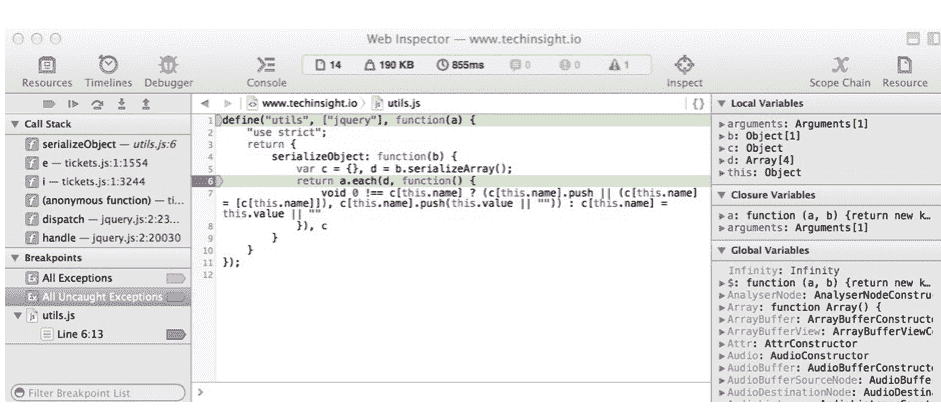 Web Inspector — www.techinsight.io
Resources Timelines Debugger Console 14 190 KB 855ms 0 0 1 Inspect Scope Chain Resource
www.techinsight.io utils.js {}
Call Stack
f serializeObject — utils.js:6
f e — tickets.js:1:1554
f i — tickets.js:1:3244
f (anonymous function) — ti...
f dispatch — jquery.js:2:23...
f handle — jquery.js:2:20030
Breakpoints
Ex All Exceptions
Ex All Uncaught Exceptions
js utils.js
Line 6:13
Filter Breakpoint List
1 define("utils", ["jquery"], function(a) {
2 "use strict";
3 return {
4 serializeObject: function(b) {
5 var c = {}, d = b.serializeArray();
6 return a.each(d, function() {
7 void 0 !== c[this.name] ? (c[this.name].push || (c[this.name]
= [c[this.name]]), c[this.name].push(this.value || "")) : c[this.name] =
this.value || ""
8 }), c
9 }
10 }
11 });
12
Local Variables
arguments: Arguments[1]
b: Object[1]
c: Object
d: Array[4]
this: Object
Closure Variables
a: function (a, b) {return new k…
arguments: Arguments[1]
Global Variables
Infinity: Infinity
$: function (a, b) {return new k…
AnalyserNode: AnalyserNodeConstru
Array: function Array() {
ArrayBuffer: ArrayBufferConstruct
ArrayBufferView: ArrayBufferViewC
Attr: AttrConstructor
Audio: AudioConstructor
AudioBuffer: AudioBufferConstruct
AudioBufferSourceNode: AudioBuffe
AudioDestinationNode: AudioDestin